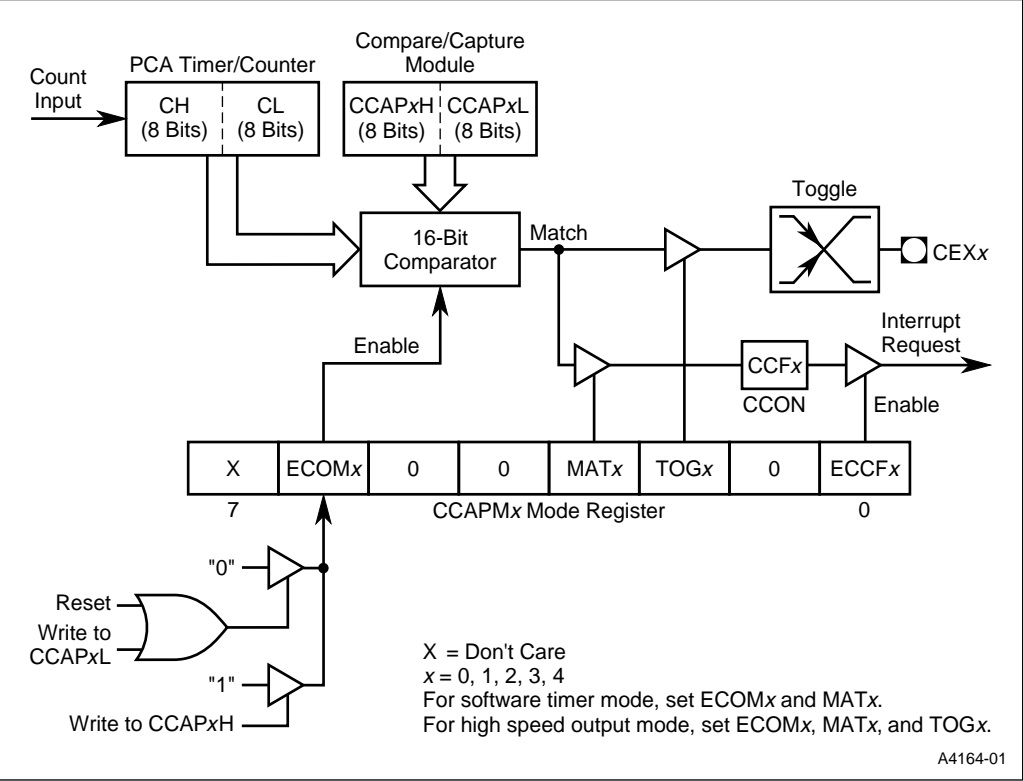 Compare/Capture
Module
PCA Timer/Counter
Count
Input
CH
(8 Bits)
CL
(8 Bits)
CCAPxH
(8 Bits)
CCAPxL
(8 Bits)
Toggle
16-Bit
Comparator
Match
CEXx
Enable
Interrupt
Request
CCFx
CCON
Enable
X
ECOMx
0
0
MATx
TOGx
0
ECCFx
7
CCAPMx Mode Register
0
"0"
Reset
Write to
CCAPxL
"1"
Write to CCAPxH
X = Don't Care
x = 0, 1, 2, 3, 4
For software timer mode, set ECOMx and MATx.
For high speed output mode, set ECOMx, MATx, and TOGx.
A4164-01